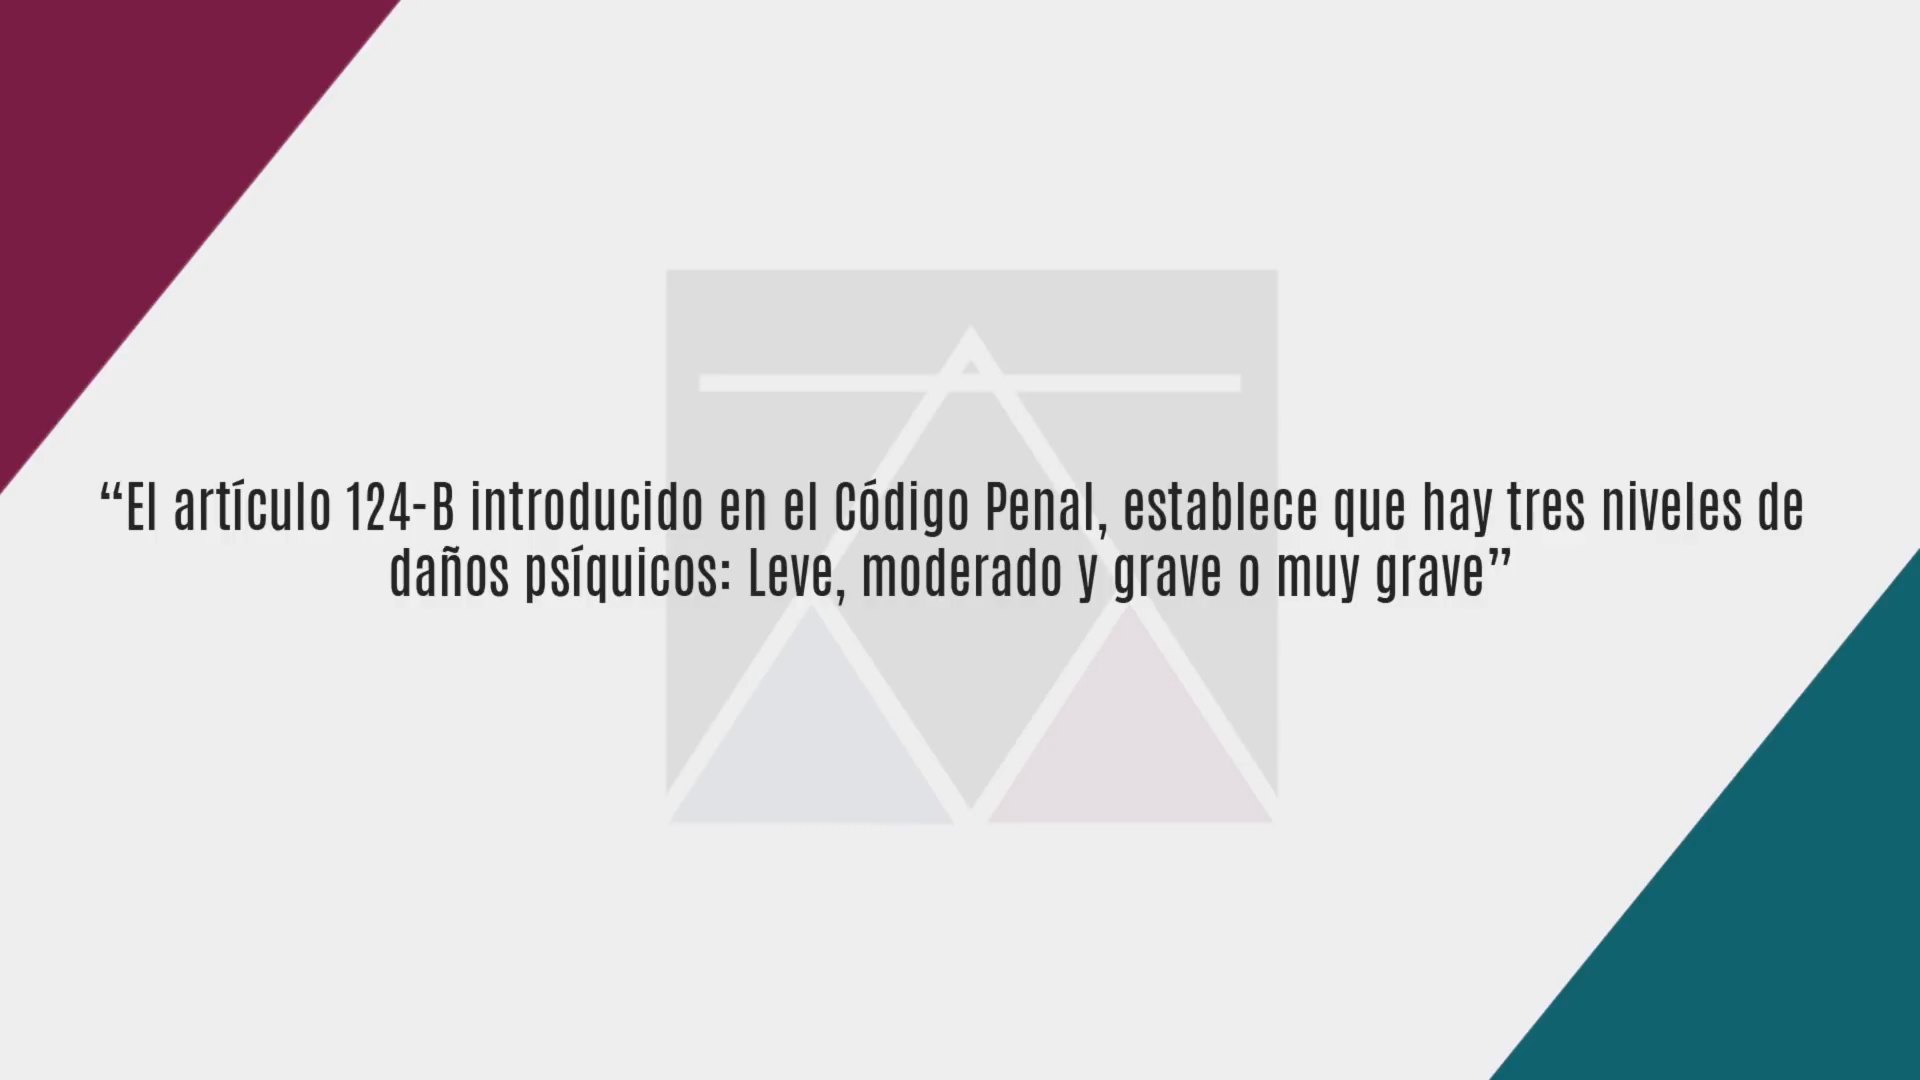 “El artículo 124-B introducido en el Código Penal, establece que hay tres niveles de
daños psíquicos: Leve, moderado y grave o muy grave”